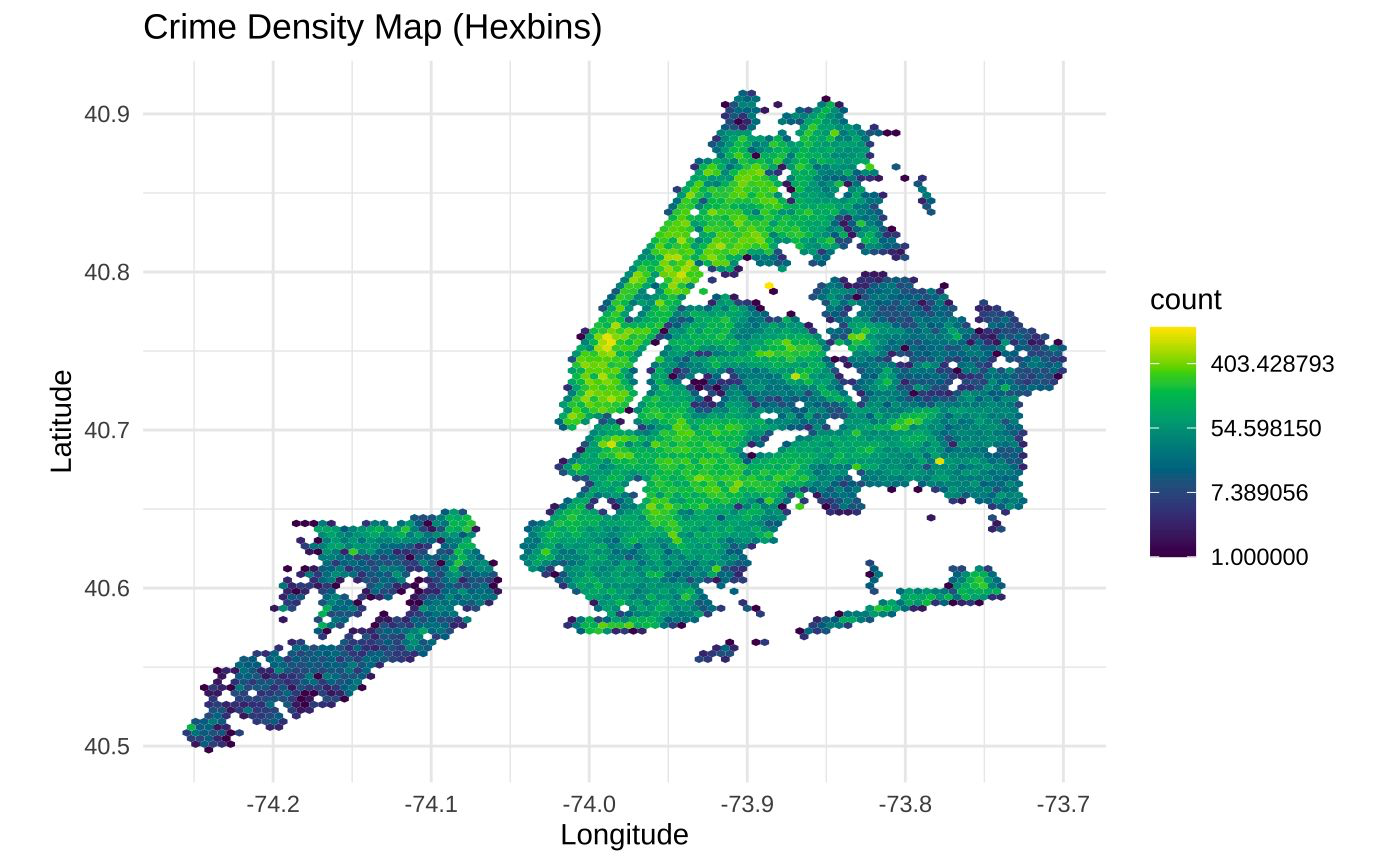 Crime Density Map (Hexbins)
40.9
40.8
40.7
40.6
40.5
Latitude
-74.2 -74.1 -74.0 -73.9 -73.8 -73.7
Longitude
count
403.428793
54.598150
7.389056
1.000000